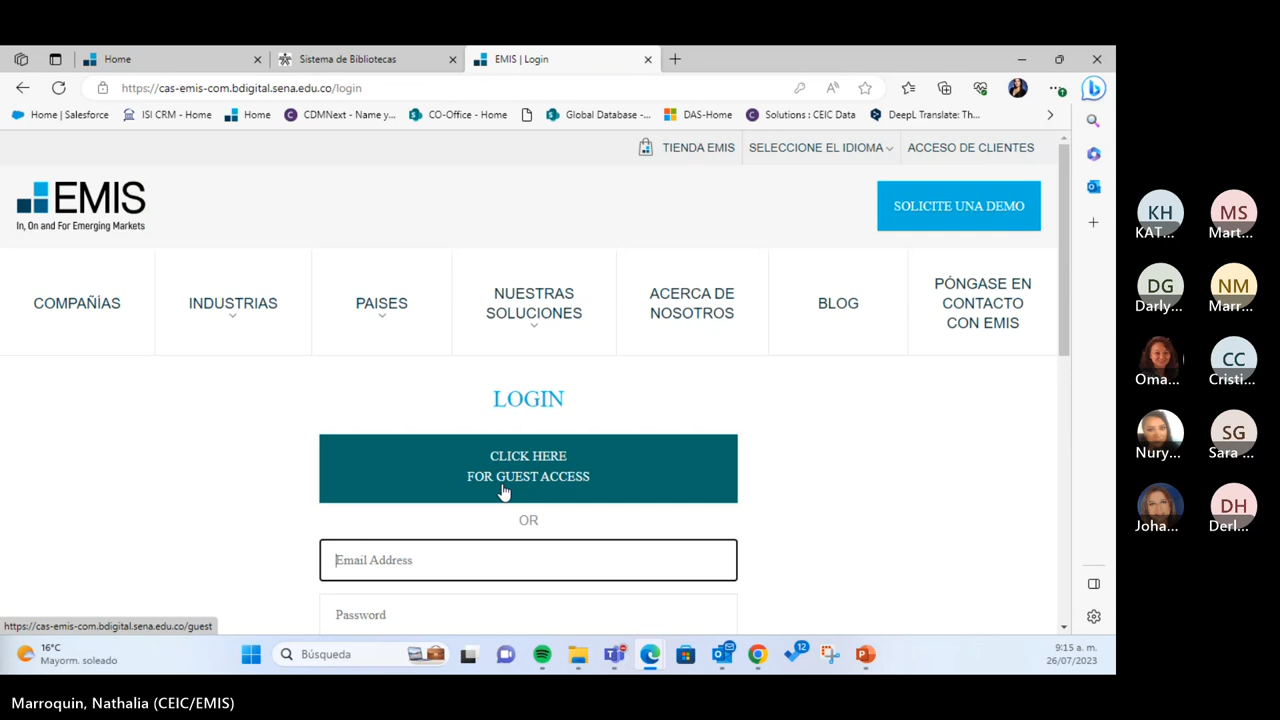 Home
Sistema de Bibliotecas
EMIS | Login
https://cas-emis-com.bdigital.sena.edu.co/login
Home | Salesforce
ISI CRM - Home
Home
CDMNext - Name y...
CO-Office - Home
Global Database -...
DAS-Home
Solutions : CEIC Data
DeepL Translate: Th...
TIENDA EMIS
SELECCIONE EL IDIOMA
ACCESO DE CLIENTES
EMIS
In, On and For Emerging Markets
SOLICITE UNA DEMO
COMPAÑÍAS
INDUSTRIAS
PAISES
NUESTRAS
SOLUCIONES
ACERCA DE
NOSOTROS
BLOG
PÓNGASE EN
CONTACTO
CON EMIS
LOGIN
CLICK HERE
FOR GUEST ACCESS
OR
Email Address
Password
https://cas-emis-com.bdigital.sena.edu.co/guest
16°C
Mayorm. soleado
Búsqueda
12
9:15 a. m.
26/07/2023
KH
KAT...
MS
Mart...
DG
Darly...
NM
Marr...
Oma...
CC
Cristi...
Nury...
SG
Sara ...
Joha...
DH
Derl...
Marroquin, Nathalia (CEIC/EMIS)